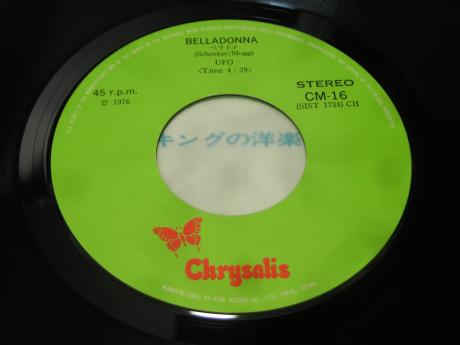 BELLADONNA
ベラドナ
(Schenker/Mogg)
UFO
<Time 4:29>
45 r.p.m.
℗ 1976
STEREO
CM-16
(SIST 1734) CH
キングの洋楽
Chrysalis
MANUFACTURED BY KING RECORD CO., LTD. TOKYO, JAPAN